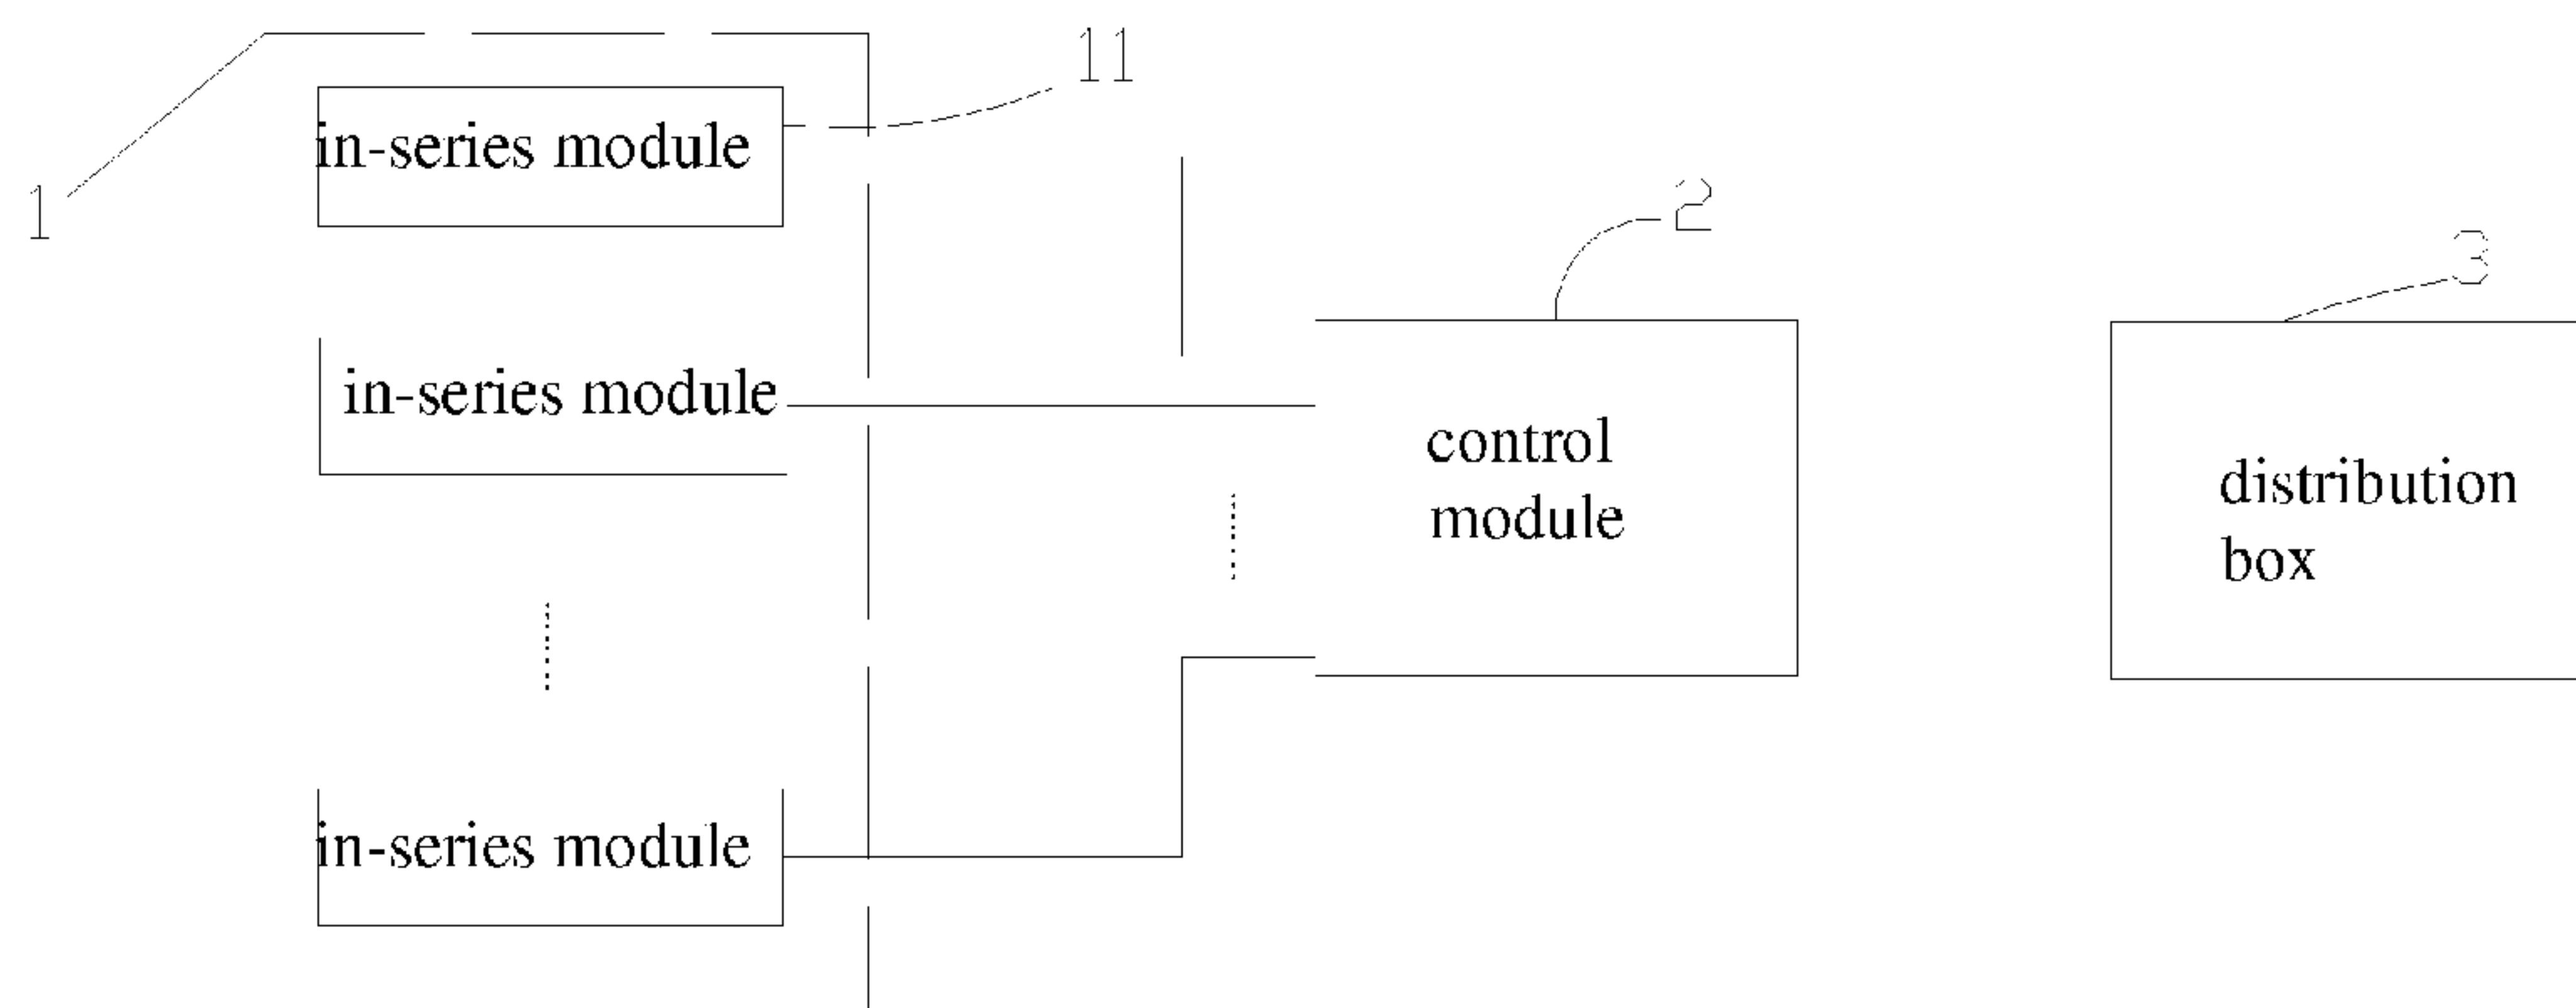 11
in-series module
1
2
3
in-series module
control
module
distribution
box
in-series module